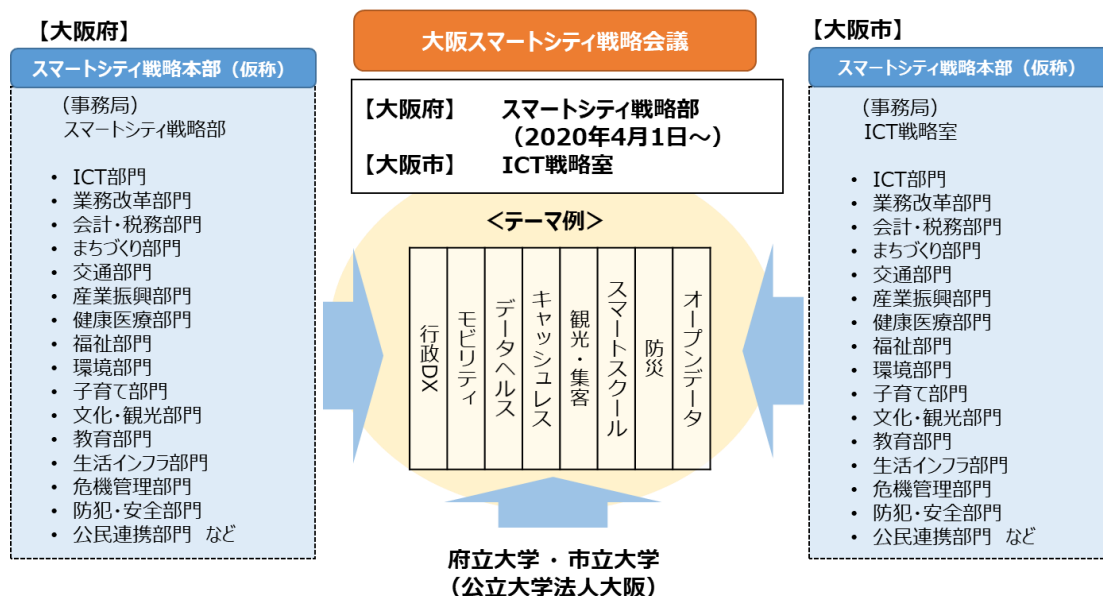 【大阪府】
スマートシティ戦略本部（仮称）
（事務局）
スマートシティ戦略部
・ ICT部門
・ 業務改革部門
・ 会計・税務部門
・ まちづくり部門
・ 交通部門
・ 産業振興部門
・ 健康医療部門
・ 福祉部門
・ 環境部門
・ 子育て部門
・ 文化・観光部門
・ 教育部門
・ 生活インフラ部門
・ 危機管理部門
・ 防犯・安全部門
・ 公民連携部門 など
大阪スマートシティ戦略会議
【大阪府】 スマートシティ戦略部
（2020年4月1日～）
【大阪市】 ICT戦略室
＜テーマ例＞
行政DX
モビリティ
データヘルス
キャッシュレス
観光・集客
スマートスクール
防災
オープンデータ
府立大学・市立大学
（公立大学法人大阪）
【大阪市】
スマートシティ戦略本部（仮称）
（事務局）
ICT戦略室
・ ICT部門
・ 業務改革部門
・ 会計・税務部門
・ まちづくり部門
・ 交通部門
・ 産業振興部門
・ 健康医療部門
・ 福祉部門
・ 環境部門
・ 子育て部門
・ 文化・観光部門
・ 教育部門
・ 生活インフラ部門
・ 危機管理部門
・ 防犯・安全部門
・ 公民連携部門 など